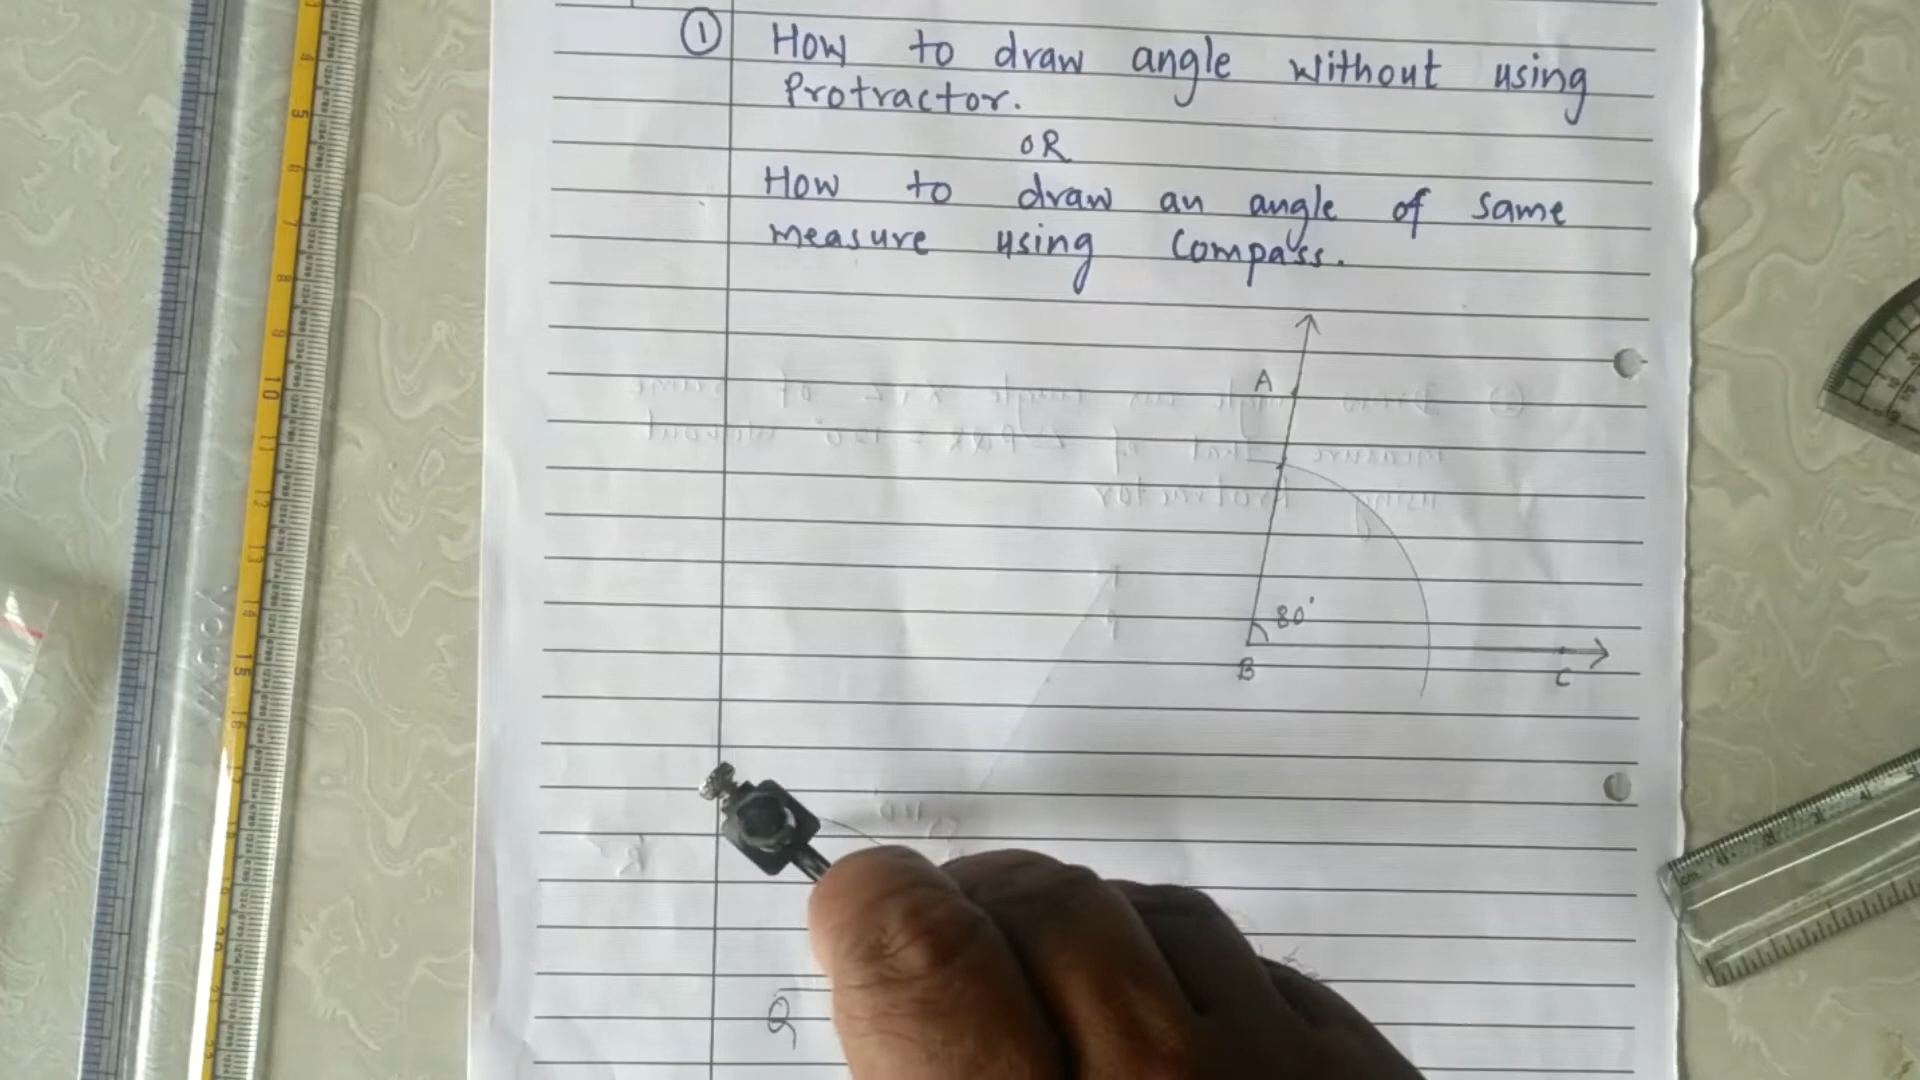 ① How to draw angle without using
Protractor.
OR
How to draw an angle of same
measure using Compass.
A
80°
B
C
Q